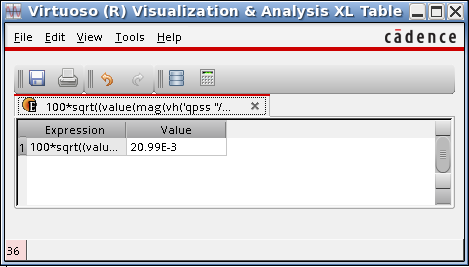 Virtuoso (R) Visualization & Analysis XL Table
File Edit View Tools Help cādence
E 100*sqrt((value(mag(vh('qpss "/...
Expression Value
1 100*sqrt((valu... 20.99E-3
36